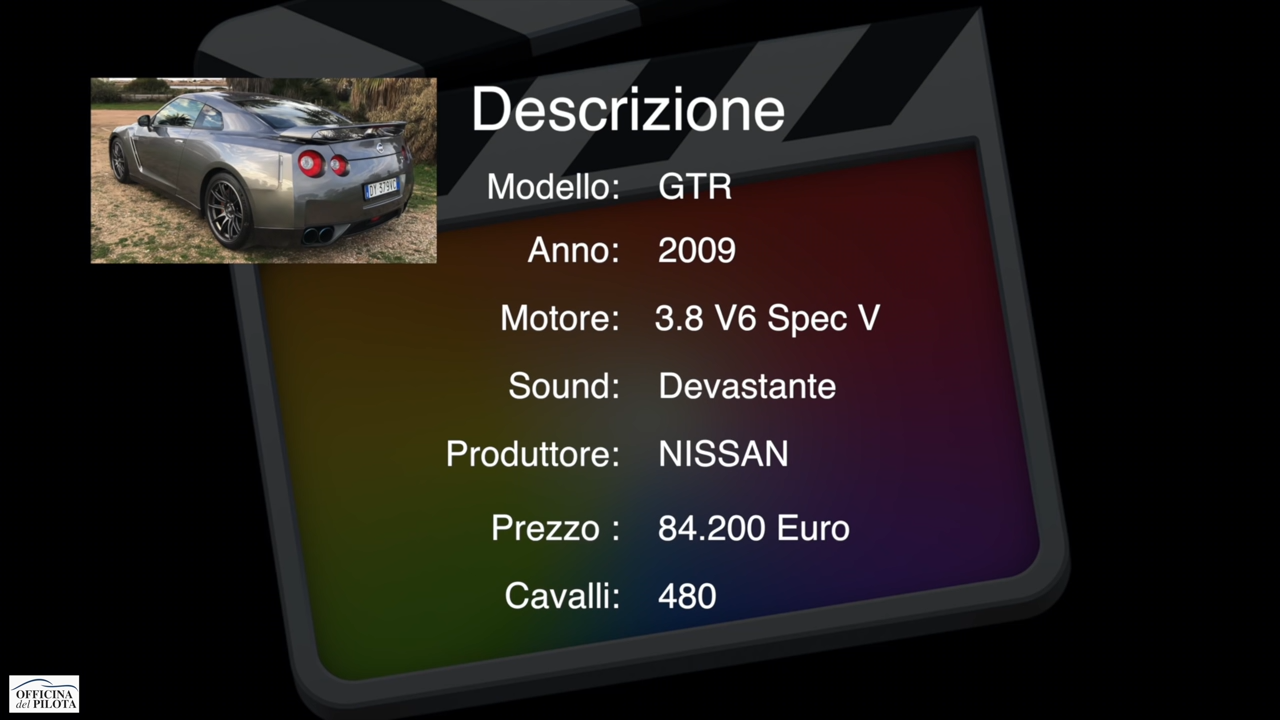 Descrizione
Modello: GTR
Anno: 2009
Motore: 3.8 V6 Spec V
Sound: Devastante
Produttore: NISSAN
Prezzo : 84.200 Euro
Cavalli: 480
OFFICINA
del PILOTA